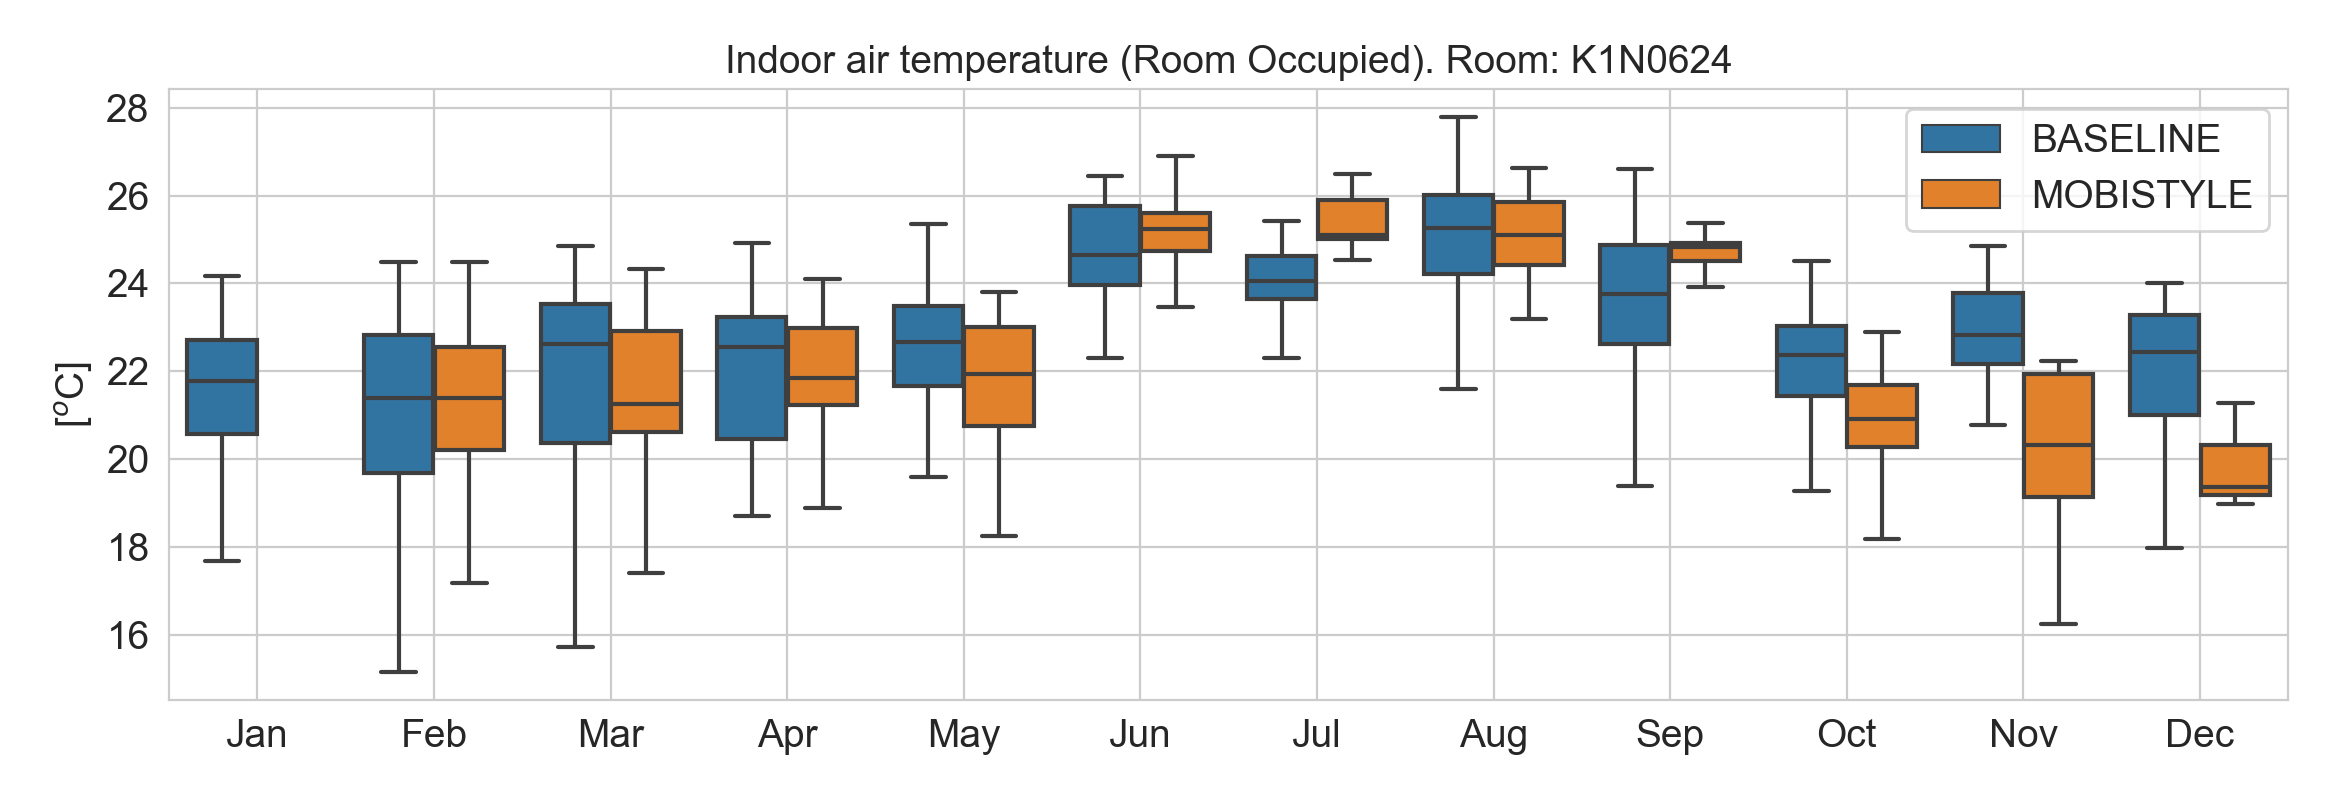 Indoor air temperature (Room Occupied). Room: K1N0624
BASELINE
MOBISTYLE
[°C]
28
26
24
22
20
18
16
Jan Feb Mar Apr May Jun Jul Aug Sep Oct Nov Dec